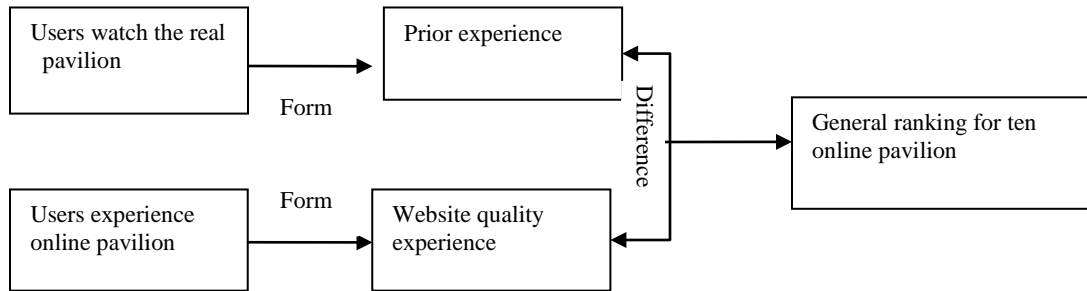 Users watch the real
pavilion
Form
Prior experience
Difference
General ranking for ten
online pavilion
Users experience
online pavilion
Form
Website quality
experience